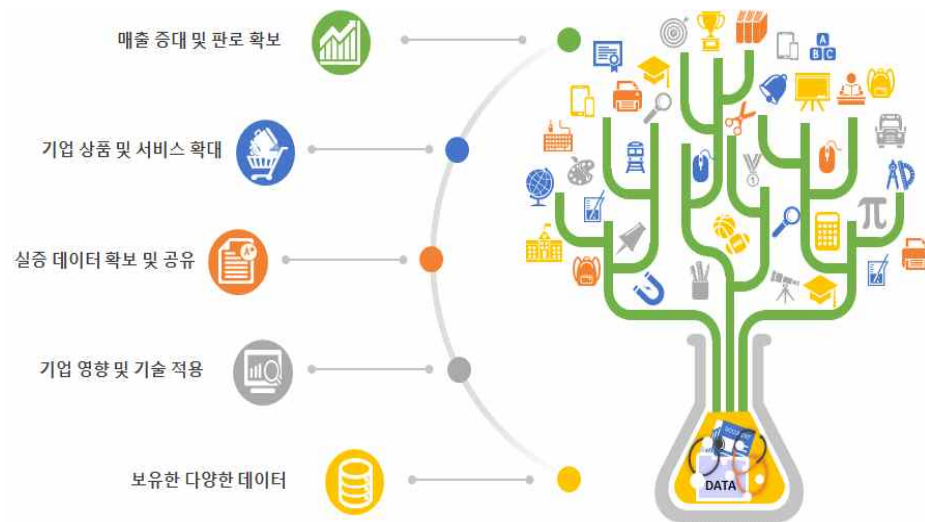 매출 증대 및 판로 확보
기업 상품 및 서비스 확대
실증 데이터 확보 및 공유
A+
기업 영향 및 기술 적용
보유한 다양한 데이터
A
B C
1
π
DATA